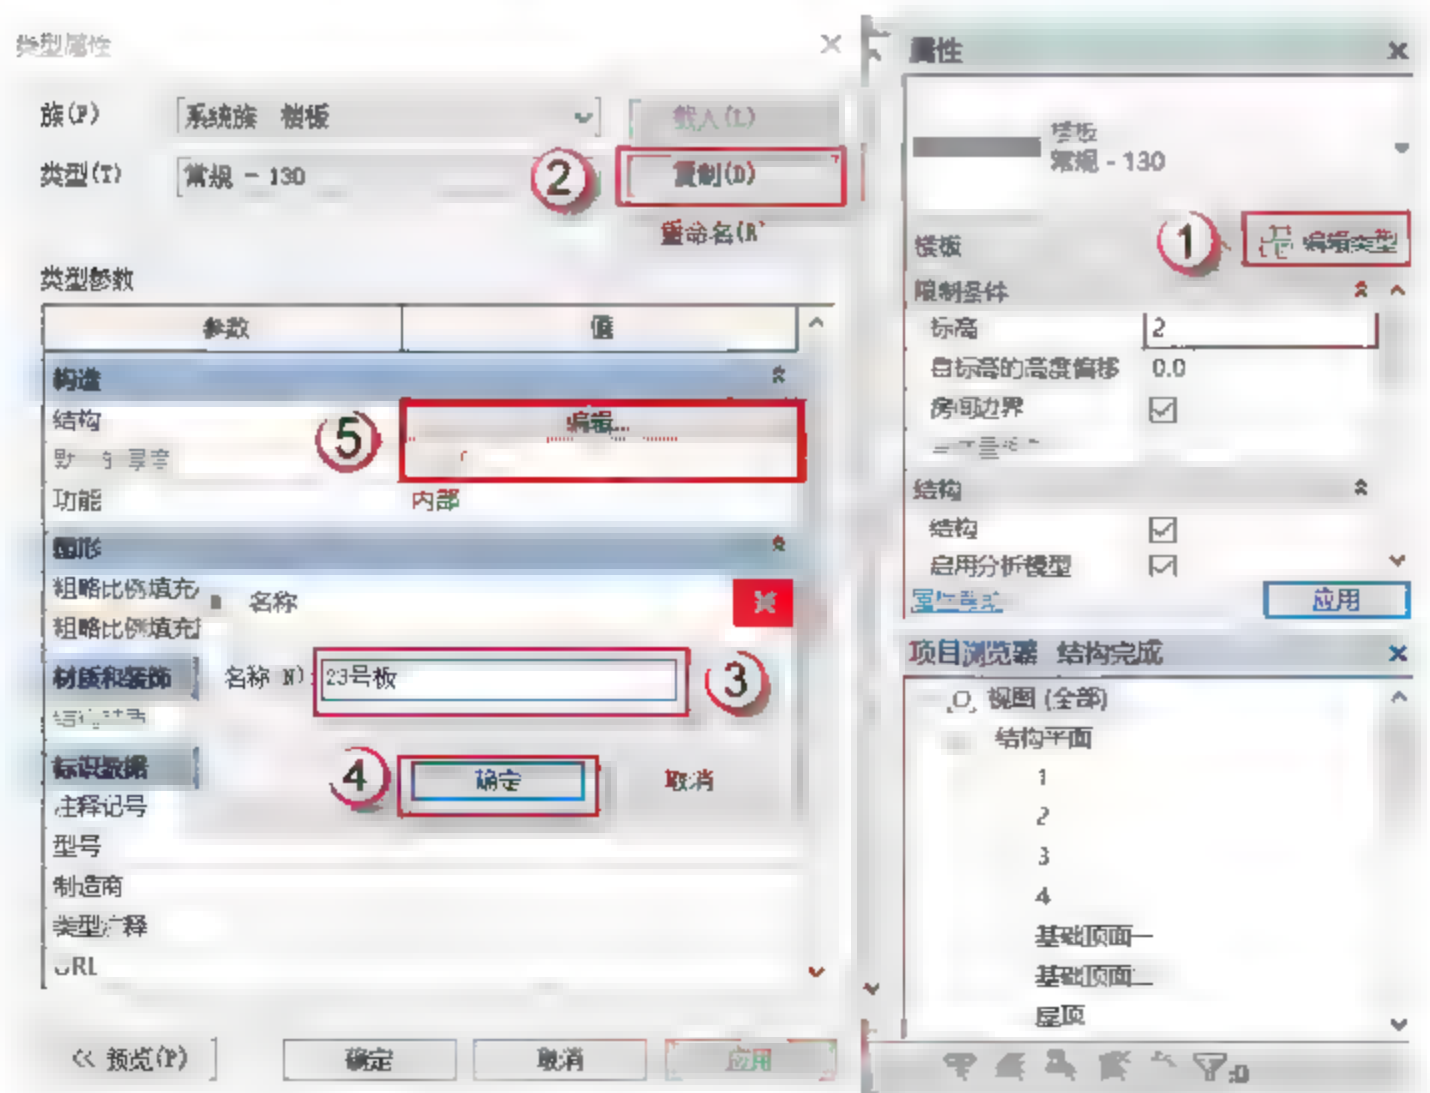 类型属性
族(F)
系统族 楼板
载入(L)
类型(T)
常规 - 130
②
复制(D)
重命名(R
类型参数
参数
值
构造
结构
编辑...
⑤
功能
内部
图形
粗略比例填充
粗略比例填充
名称
材质和装饰
名称 N):
23号板
③
标识数据
④
确定
取消
注释记号
型号
制造商
类型注释
URL
<< 预览(P)
确定
取消
应用
属性
楼板
常规 - 130
楼板
①
编辑类型
限制条件
标高
2
自标高的高度偏移
0.0
房间边界
结构
结构
启用分析模型
属性帮助
应用
项目浏览器 结构完成
视图 (全部)
结构平面
1
2
3
4
基础顶面一
基础顶面二
屋顶
:0